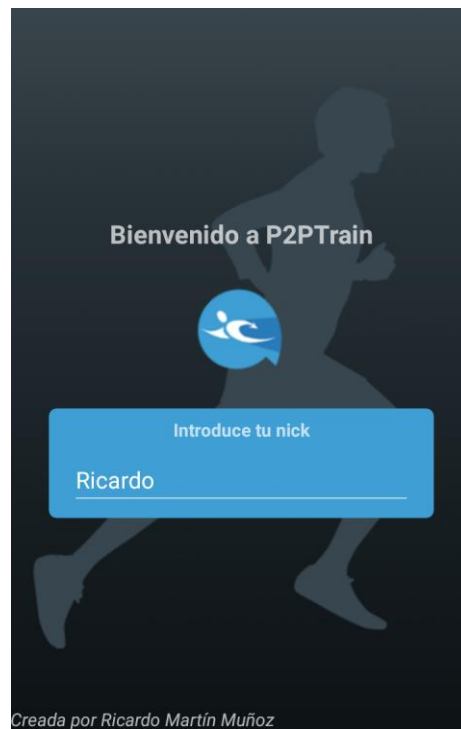 Bienvenido a P2PTrain
Introduce tu nick
Ricardo
Creada por Ricardo Martín Muñoz